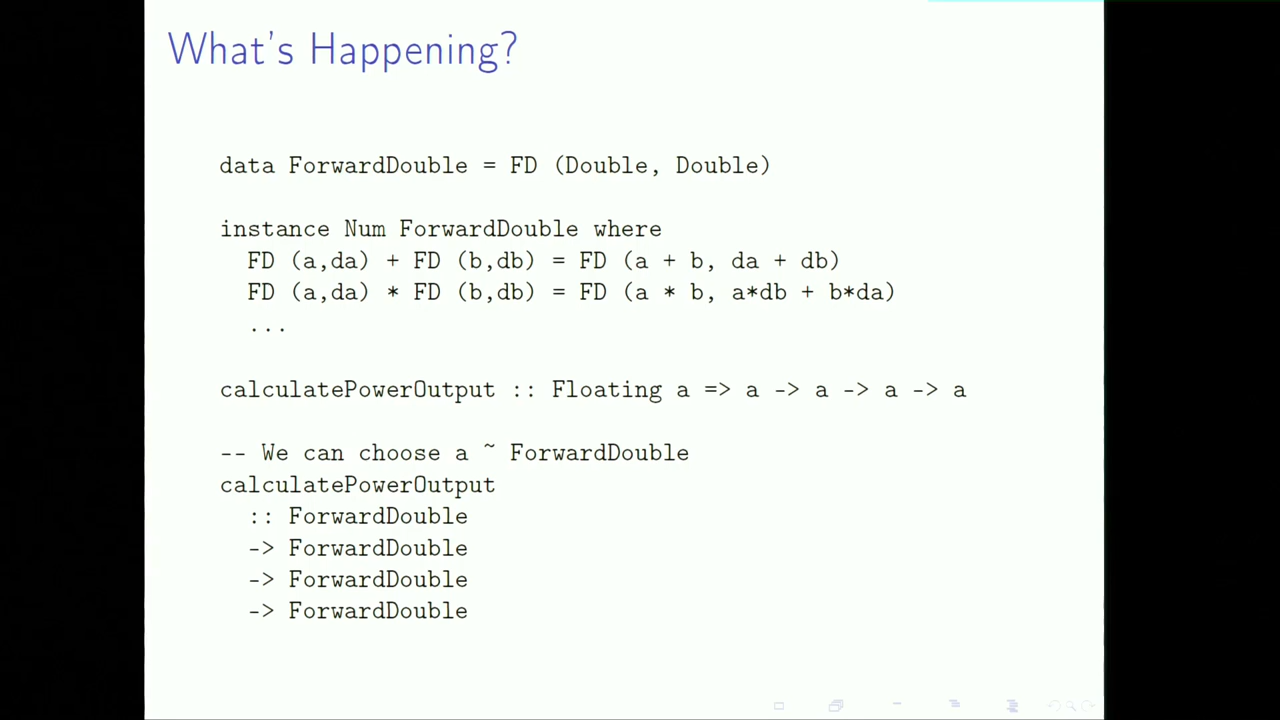 What's Happening?
data ForwardDouble = FD (Double, Double)
instance Num ForwardDouble where
  FD (a,da) + FD (b,db) = FD (a + b, da + db)
  FD (a,da) * FD (b,db) = FD (a * b, a*db + b*da)
  ...
calculatePowerOutput :: Floating a => a -> a -> a -> a
-- We can choose a ~ ForwardDouble
calculatePowerOutput
  :: ForwardDouble
  -> ForwardDouble
  -> ForwardDouble
  -> ForwardDouble